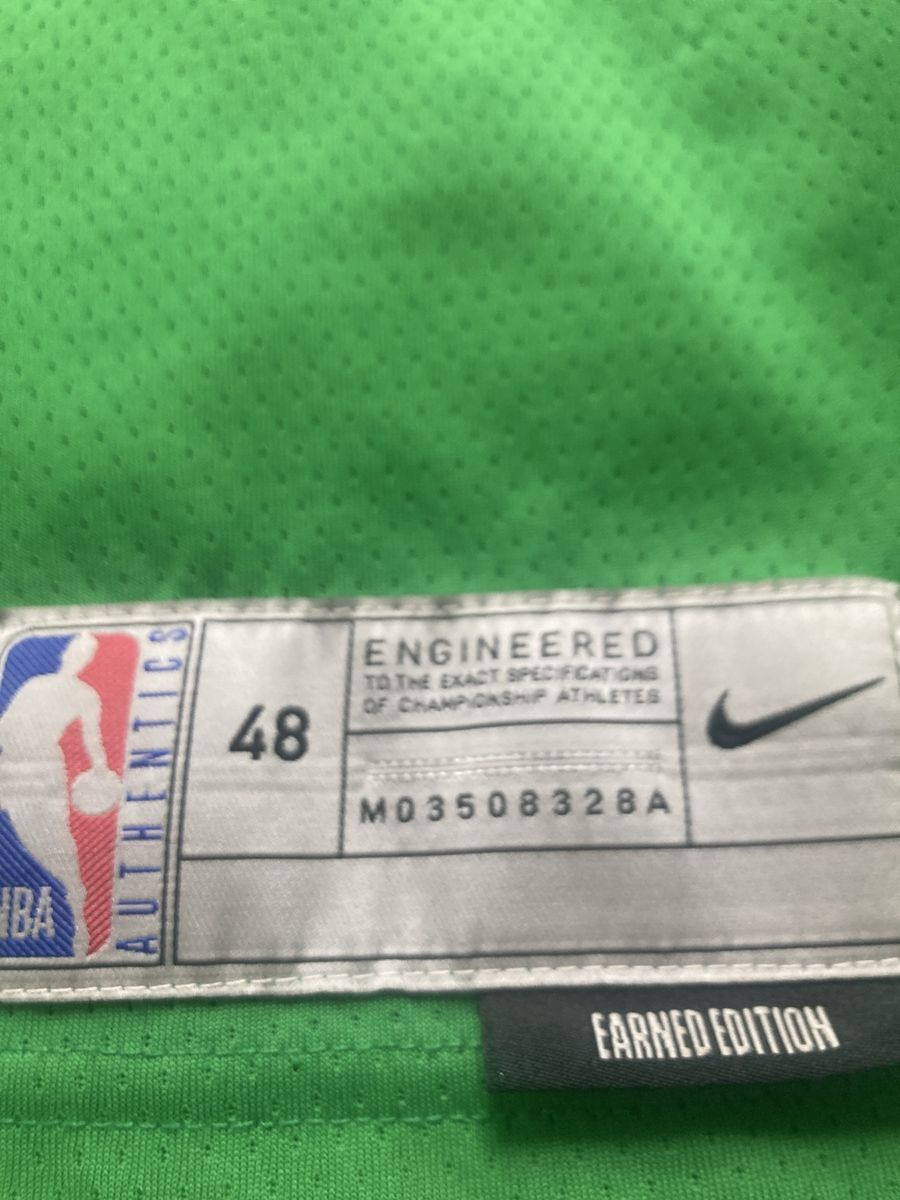 NBA
AUTHENTICS
48
ENGINEERED
TO THE EXACT SPECIFICATIONS
OF CHAMPIONSHIP ATHLETES
M03508328A
EARNED EDITION